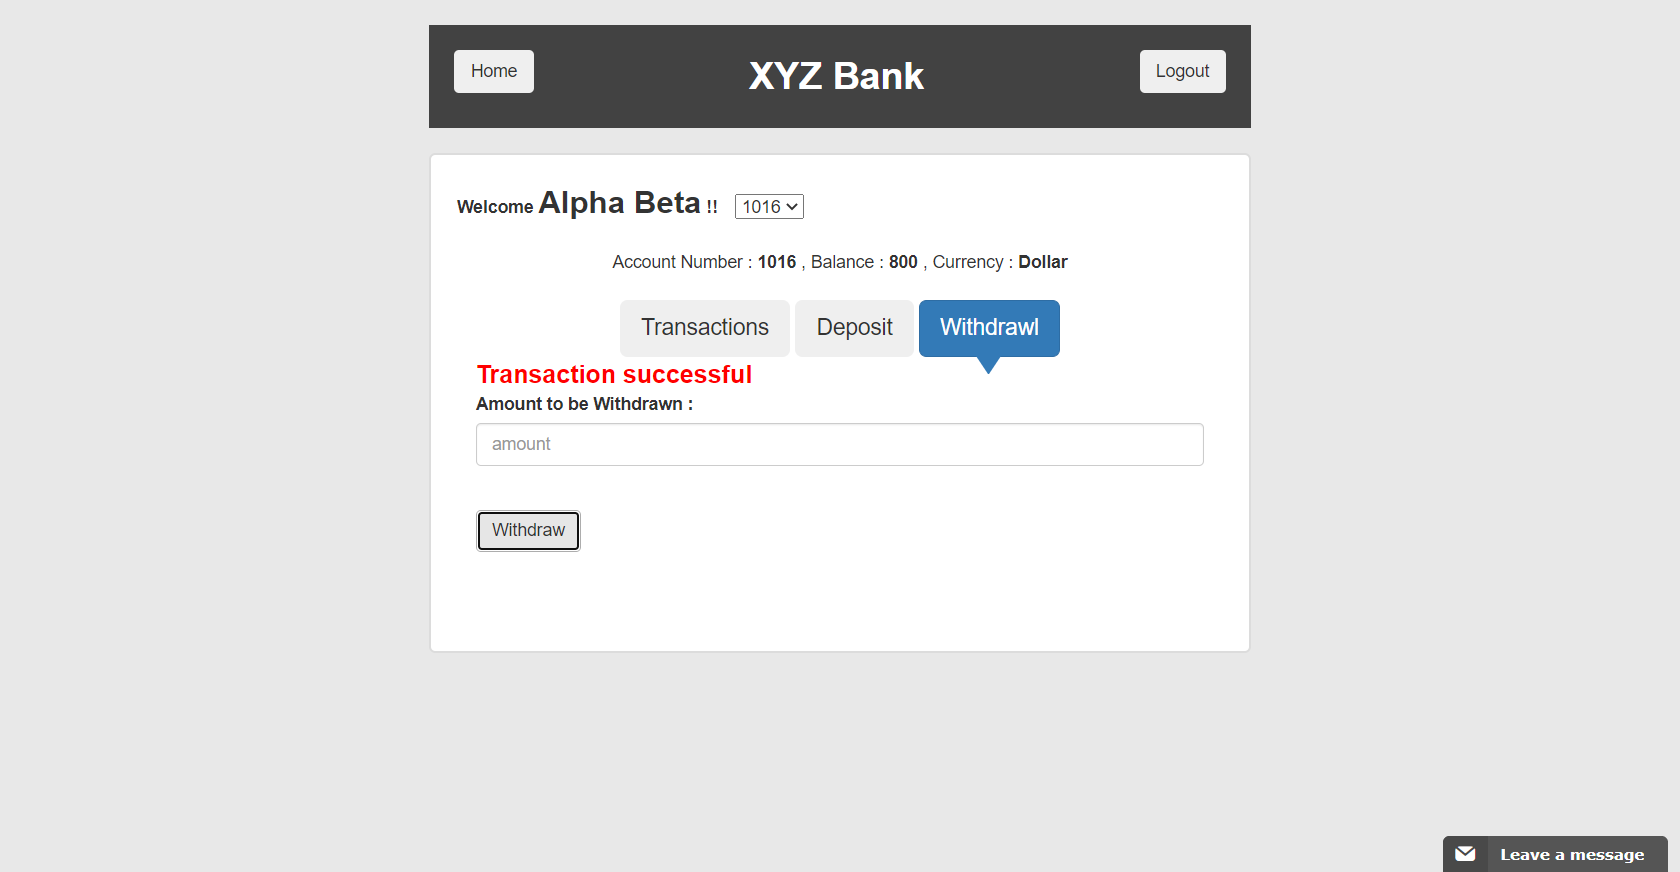 Home
XYZ Bank
Logout
Welcome Alpha Beta !! 1016
Account Number : 1016 , Balance : 800 , Currency : Dollar
Transactions
Deposit
Withdrawl
Transaction successful
Amount to be Withdrawn :
amount
Withdraw
Leave a message